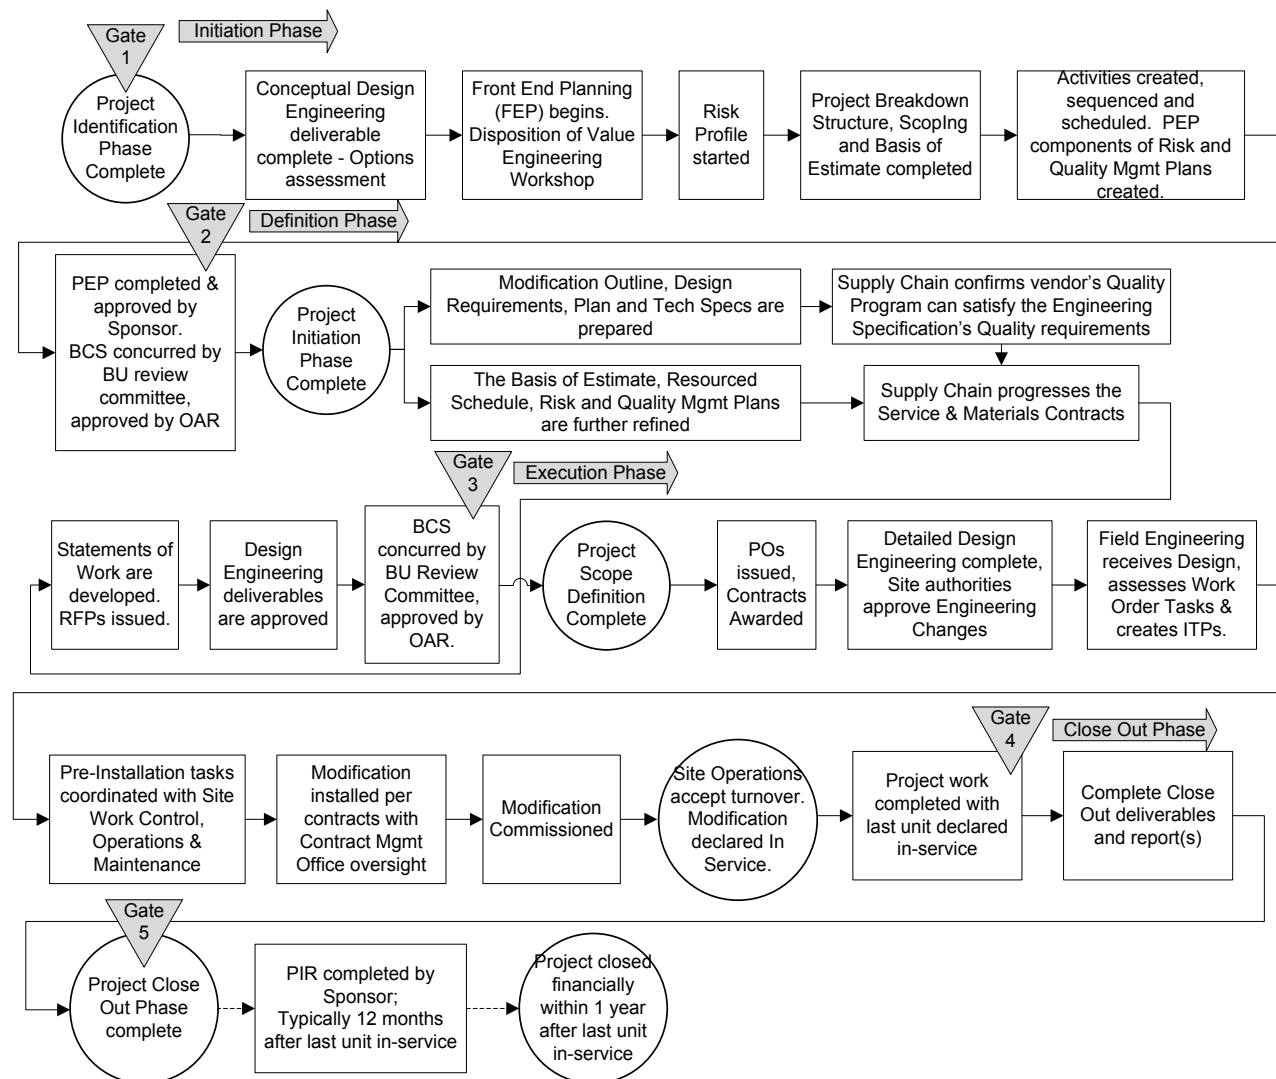 Gate
1
Initiation Phase
Project
Identification
Phase
Complete
Conceptual Design
Engineering
deliverable
complete - Options
assessment
Front End Planning
(FEP) begins.
Disposition of Value
Engineering
Workshop
Risk
Profile
started
Project Breakdown
Structure, ScopIng
and Basis of
Estimate completed
Activities created,
sequenced and
scheduled.  PEP
components of Risk and
Quality Mgmt Plans
created.
Gate
2
Definition Phase
PEP completed &
approved by
Sponsor.
BCS concurred by
BU review
committee,
approved by OAR
Project
Initiation
Phase
Complete
Modification Outline, Design
Requirements, Plan and Tech Specs are
prepared
Supply Chain confirms vendor's Quality
Program can satisfy the Engineering
Specification's Quality requirements
The Basis of Estimate, Resourced
Schedule, Risk and Quality Mgmt Plans
are further refined
Supply Chain progresses the
Service & Materials Contracts
Gate
3
Execution Phase
Statements of
Work are
developed.
RFPs issued.
Design
Engineering
deliverables
are approved
BCS
concurred by
BU Review
Committee,
approved by
OAR.
Project
Scope
Definition
Complete
POs
issued,
Contracts
Awarded
Detailed Design
Engineering complete,
Site authorities
approve Engineering
Changes
Field Engineering
receives Design,
assesses Work
Order Tasks &
creates ITPs.
Gate
4
Close Out Phase
Pre-Installation tasks
coordinated with Site
Work Control,
Operations &
Maintenance
Modification
installed per
contracts with
Contract Mgmt
Office oversight
Modification
Commissioned
Site Operations
accept turnover.
Modification
declared In
Service.
Project work
completed with
last unit declared
in-service
Complete Close
Out deliverables
and report(s)
Gate
5
Project Close
Out Phase
complete
PIR completed by
Sponsor;
Typically 12 months
after last unit in-service
Project closed
financially
within 1 year
after last unit
in-service